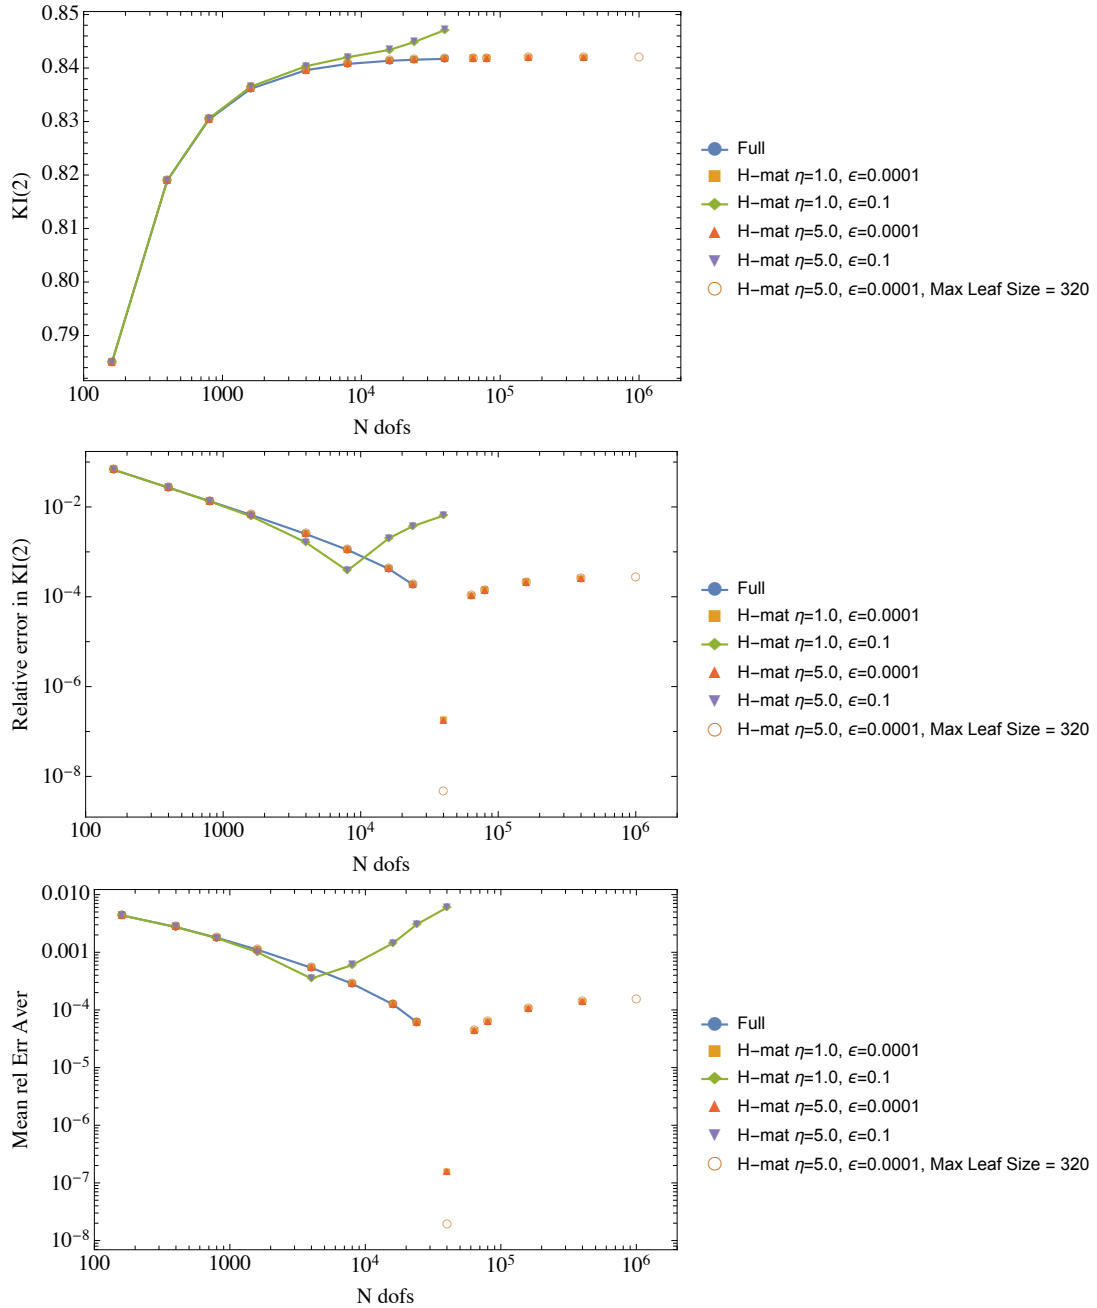 0.85
0.84
0.83
0.82
0.81
0.80
0.79
KI(2)
100
1000
10^4
10^5
10^6
N dofs
Full
H-mat η=1.0, ϵ=0.0001
H-mat η=1.0, ϵ=0.1
H-mat η=5.0, ϵ=0.0001
H-mat η=5.0, ϵ=0.1
H-mat η=5.0, ϵ=0.0001, Max Leaf Size = 320
10^-2
10^-4
10^-6
10^-8
Relative error in KI(2)
100
1000
10^4
10^5
10^6
N dofs
Full
H-mat η=1.0, ϵ=0.0001
H-mat η=1.0, ϵ=0.1
H-mat η=5.0, ϵ=0.0001
H-mat η=5.0, ϵ=0.1
H-mat η=5.0, ϵ=0.0001, Max Leaf Size = 320
0.010
0.001
10^-4
10^-5
10^-6
10^-7
10^-8
Mean rel Err Aver
100
1000
10^4
10^5
10^6
N dofs
Full
H-mat η=1.0, ϵ=0.0001
H-mat η=1.0, ϵ=0.1
H-mat η=5.0, ϵ=0.0001
H-mat η=5.0, ϵ=0.1
H-mat η=5.0, ϵ=0.0001, Max Leaf Size = 320